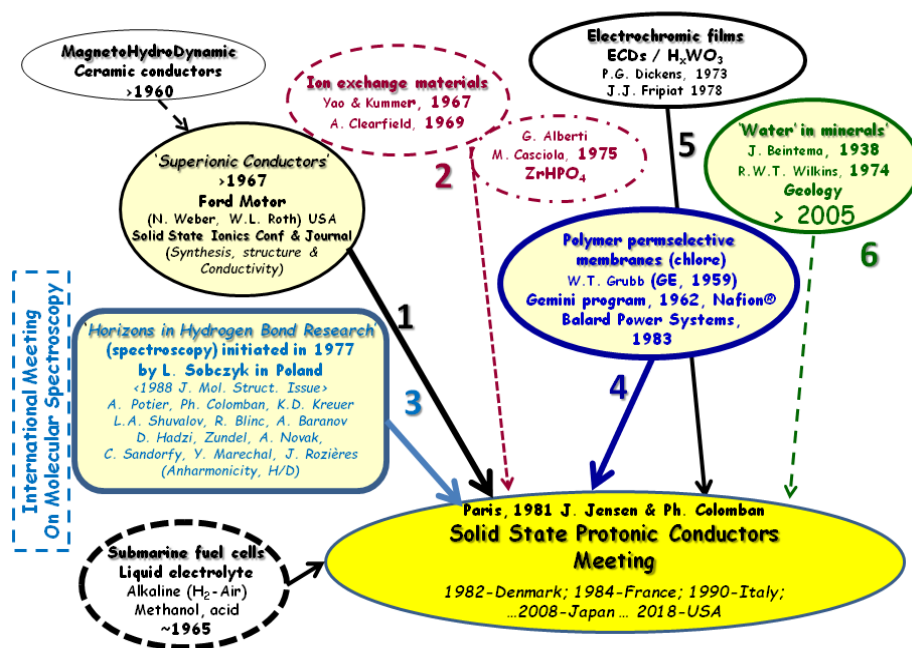 MagnetoHydroDynamic
Ceramic conductors
>1960
Ion exchange materials
Yao & Kummer, 1967
A. Clearfield, 1969
2
G. Alberti
M. Casciola, 1975
ZrHPO₄
Electrochromic films
ECDs / HₓWO₃
P.G. Dickens, 1973
J.J. Fripiat 1978
5
'Water' in minerals'
J. Beintema, 1938
R.W.T. Wilkins, 1974
Geology
> 2005
6
'Superionic Conductors'
>1967
Ford Motor
(N. Weber, W.L. Roth) USA
Solid State Ionics Conf & Journal
(Synthesis, structure &
Conductivity)
1
Polymer permselective
membranes (chlore)
W.T. Grubb (GE, 1959)
Gemini program, 1962, Nafion®
Balard Power Systems,
1983
4
International Meeting
On Molecular Spectroscopy
'Horizons in Hydrogen Bond Research'
(spectroscopy) initiated in 1977
by L. Sobczyk in Poland
<1988 J. Mol. Struct. Issue>
A. Potier, Ph. Colomban, K.D. Kreuer
L.A. Shuvalov, R. Blinc, A. Baranov
D. Hadzi, Zundel, A. Novak,
C. Sandorfy, Y. Marechal, J. Rozières
(Anharmonicity, H/D)
3
Paris, 1981 J. Jensen & Ph. Colomban
Solid State Protonic Conductors
Meeting
1982-Denmark; 1984-France; 1990-Italy;
...2008-Japan ... 2018-USA
Submarine fuel cells
Liquid electrolyte
Alkaline (H₂-Air)
Methanol, acid
~1965